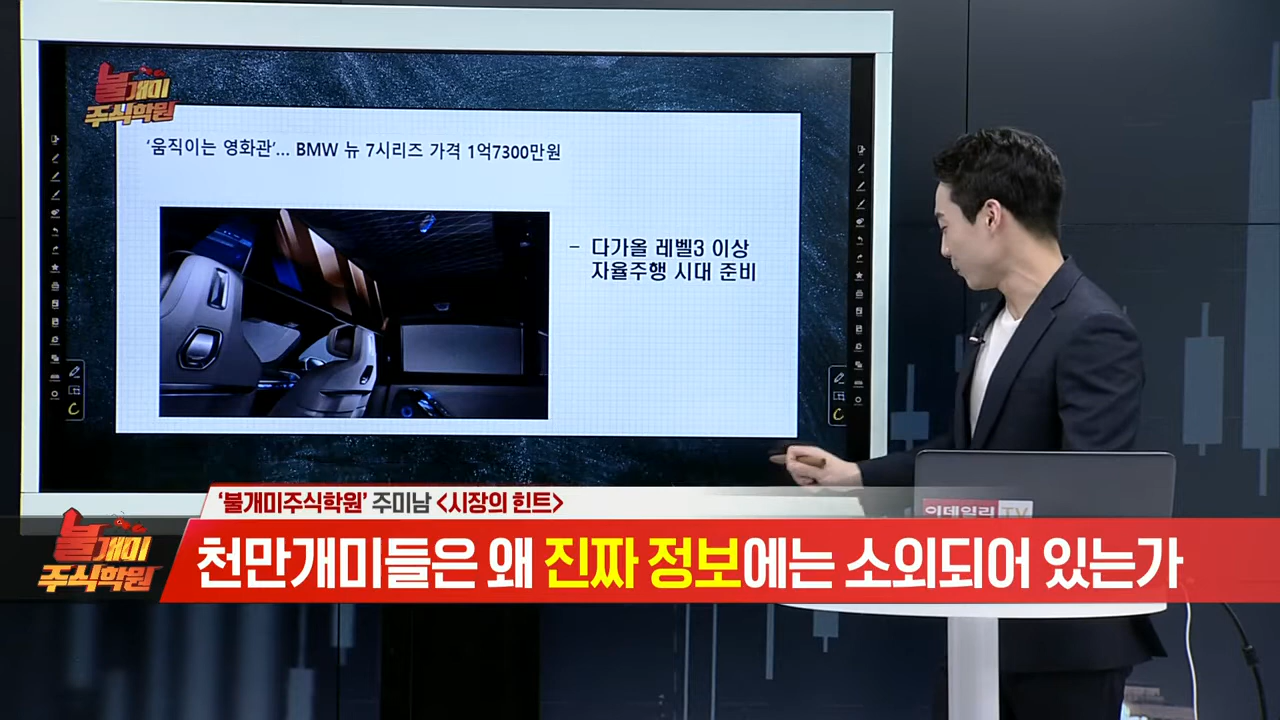 불개미
주식학원
‘움직이는 영화관’... BMW 뉴 7시리즈 가격 1억7300만원
- 다가올 레벨3 이상
자율주행 시대 준비
‘불개미주식학원’ 주미남 <시장의 힌트>
이데일리 TV
불개미
주식학원
천만개미들은 왜 진짜 정보에는 소외되어 있는가